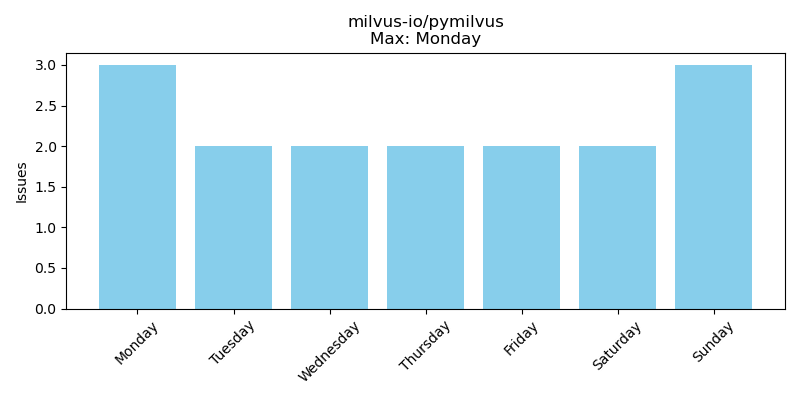 milvus-io/pymilvus
Max: Monday
Issues
3.0
2.5
2.0
1.5
1.0
0.5
0.0
Monday
Tuesday
Wednesday
Thursday
Friday
Saturday
Sunday